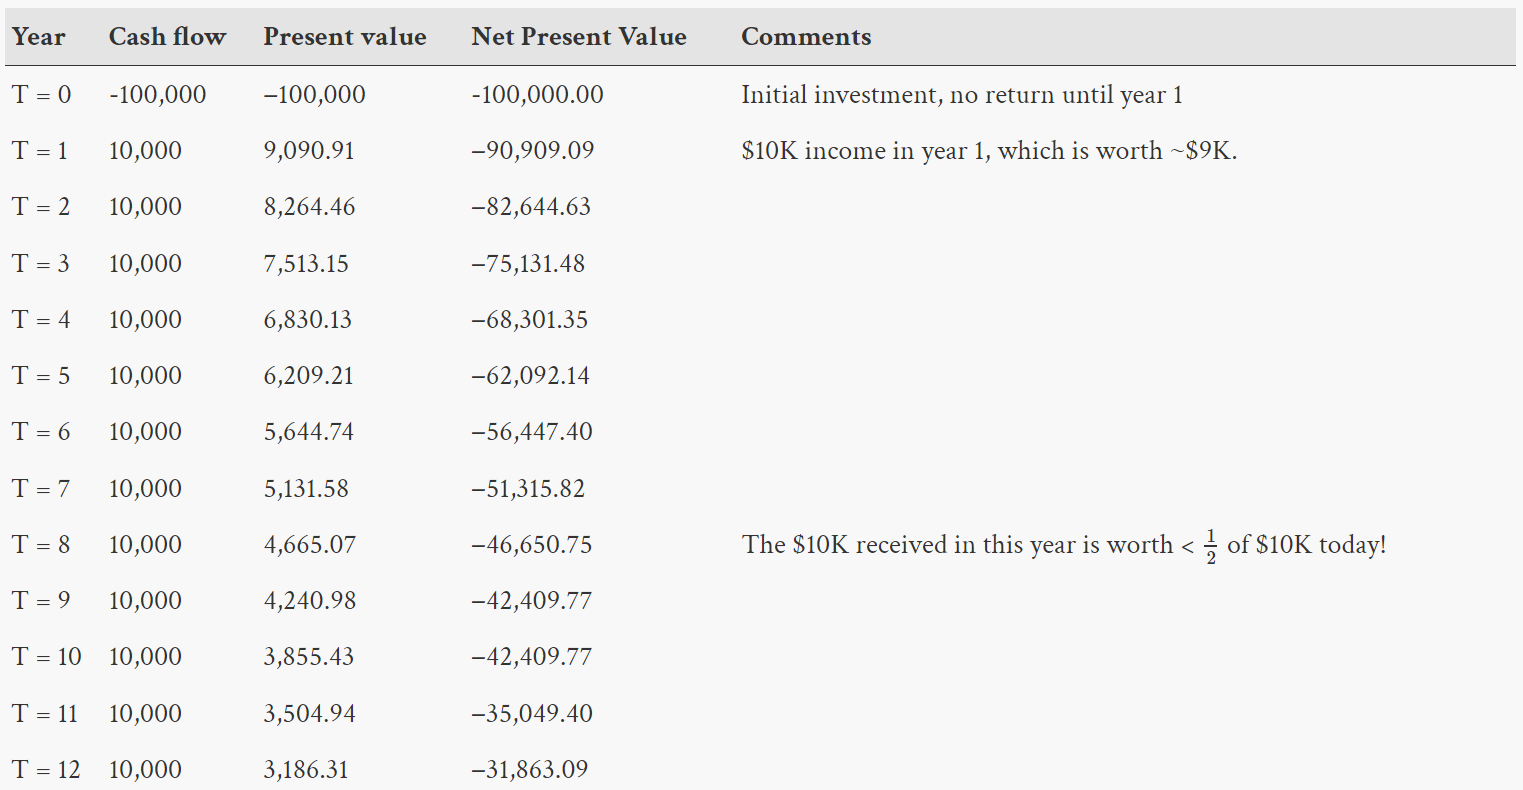 Year Cash flow Present value Net Present Value Comments
T = 0 -100,000 –100,000 -100,000.00 Initial investment, no return until year 1
T = 1 10,000 9,090.91 –90,909.09 $10K income in year 1, which is worth ~$9K.
T = 2 10,000 8,264.46 –82,644.63
T = 3 10,000 7,513.15 –75,131.48
T = 4 10,000 6,830.13 –68,301.35
T = 5 10,000 6,209.21 –62,092.14
T = 6 10,000 5,644.74 –56,447.40
T = 7 10,000 5,131.58 –51,315.82
T = 8 10,000 4,665.07 –46,650.75 The $10K received in this year is worth < 1/2 of $10K today!
T = 9 10,000 4,240.98 –42,409.77
T = 10 10,000 3,855.43 –42,409.77
T = 11 10,000 3,504.94 –35,049.40
T = 12 10,000 3,186.31 –31,863.09